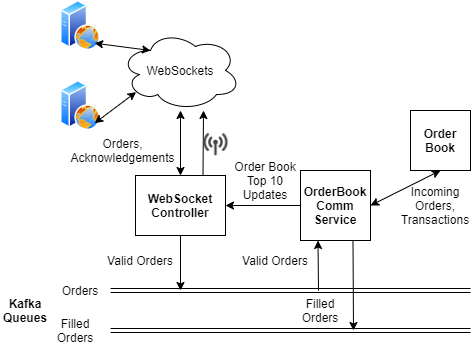 WebSockets
Orders,
Acknowledgements
Order Book
Top 10
Updates
Order
Book
WebSocket
Controller
OrderBook
Comm
Service
Incoming
Orders,
Transactions
Valid Orders
Valid Orders
Orders
Kafka
Queues
Filled
Orders
Filled
Orders